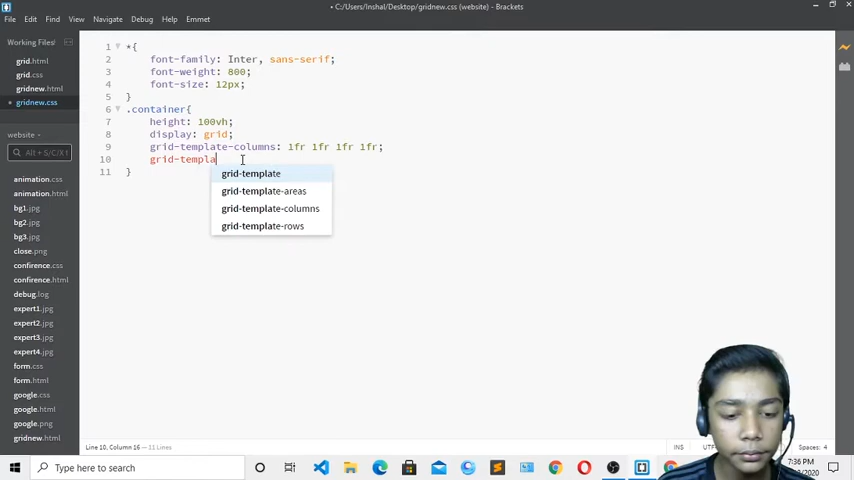 • C:/Users/Inshal/Desktop/gridnew.css (website) - Brackets
File Edit Find View Navigate Debug Help Emmet
Working Files
grid.html
grid.css
gridnew.html
• gridnew.css
website
Alt + S/K t
animation.css
animation.html
bg1.jpg
bg2.jpg
bg3.jpg
close.png
confirence.css
confirence.html
debug.log
expert1.jpg
expert2.jpg
expert3.jpg
expert4.jpg
form.css
form.html
google.css
google.html
google.png
gridnew.html
1 *{
2 font-family: Inter, sans-serif;
3 font-weight: 800;
4 font-size: 12px;
5 }
6 .container{
7 height: 100vh;
8 display: grid;
9 grid-template-columns: 1fr 1fr 1fr 1fr;
10 grid-templa
11 }
grid-template
grid-template-areas
grid-template-columns
grid-template-rows
Line 10, Column 16 — 11 Lines
INS
Spaces: 4
Type here to search
7:36 PM